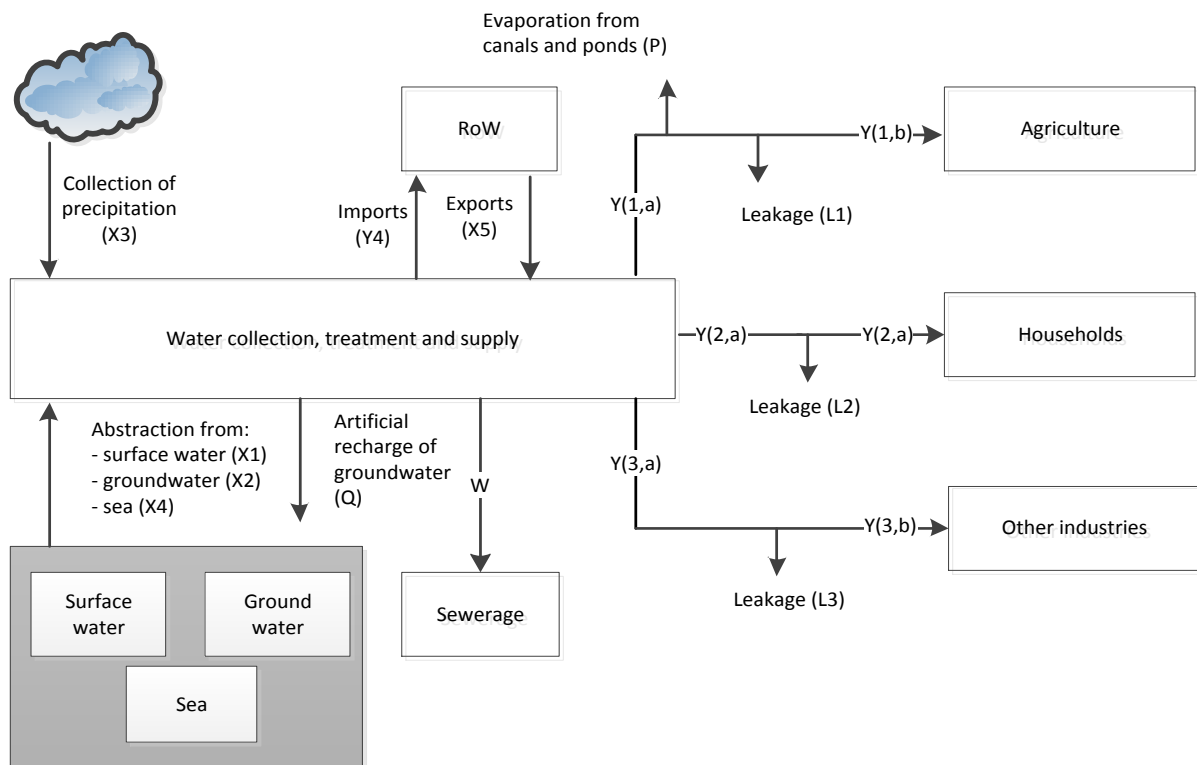 Evaporation from
canals and ponds (P)
RoW
Y(1,b)
Agriculture
Collection of
precipitation
(X3)
Imports
(Y4)
Exports
(X5)
Y(1,a)
Leakage (L1)
Water collection, treatment and supply
Y(2,a)
Y(2,a)
Households
Leakage (L2)
Abstraction from:
- surface water (X1)
- groundwater (X2)
- sea (X4)
Artificial
recharge of
groundwater
(Q)
W
Y(3,a)
Y(3,b)
Other industries
Leakage (L3)
Surface
water
Ground
water
Sewerage
Sea